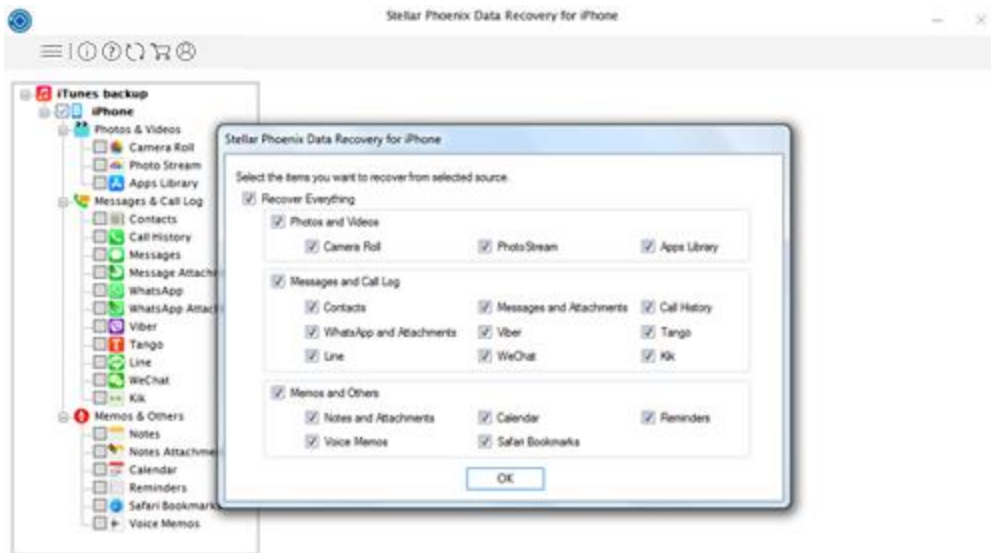 Stellar Phoenix Data Recovery for iPhone
iTunes backup
iPhone
Photos & Videos
Camera Roll
Photo Stream
Apps Library
Messages & Call Log
Contacts
Call History
Messages
Message Attach
WhatsApp
WhatsApp Attac
Viber
Tango
Line
WeChat
Kik
Memos & Others
Notes
Notes Attachme
Calendar
Reminders
Safari Bookmarks
Voice Memos
Stellar Phoenix Data Recovery for iPhone
Select the items you want to recover from selected source.
Recover Everything
Photos and Videos
Camera Roll PhotoStream Apps Library
Messages and Call Log
Contacts Messages and Attachments Call History
WhatsApp and Attachments Viber Tango
Line WeChat Kik
Memos and Others
Notes and Attachments Calendar Reminders
Voice Memos Safari Bookmarks
OK